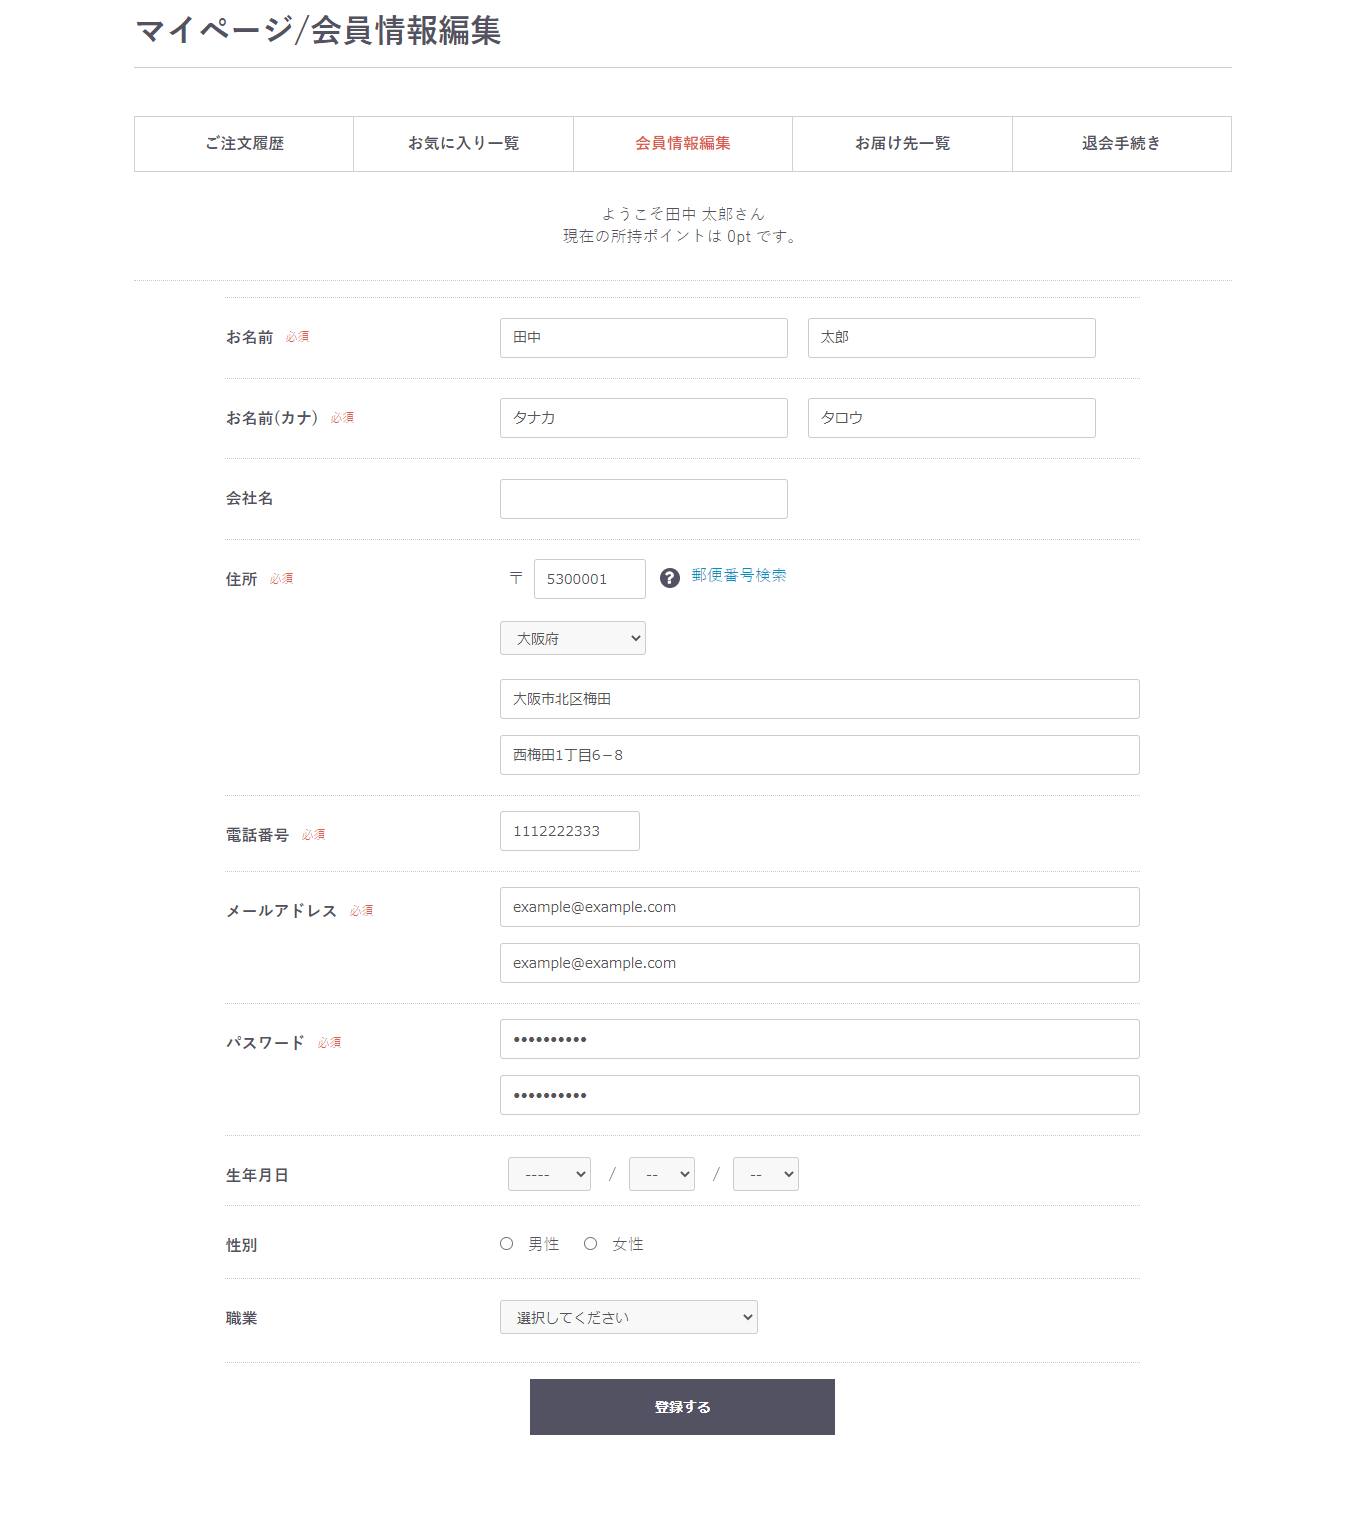 マイページ/会員情報編集
ご注文履歴 お気に入り一覧 会員情報編集 お届け先一覧 退会手続き
ようこそ田中 太郎さん
現在の所持ポイントは 0pt です。
お名前 必須 田中 太郎
お名前(カナ) 必須 タナカ タロウ
会社名
住所 必須 〒 5300001 ? 郵便番号検索
大阪府
大阪市北区梅田
西梅田1丁目6−8
電話番号 必須 1112222333
メールアドレス 必須 example@example.com
example@example.com
パスワード 必須 ••••••••••
••••••••••
生年月日 ---- / -- / --
性別 男性 女性
職業 選択してください
登録する